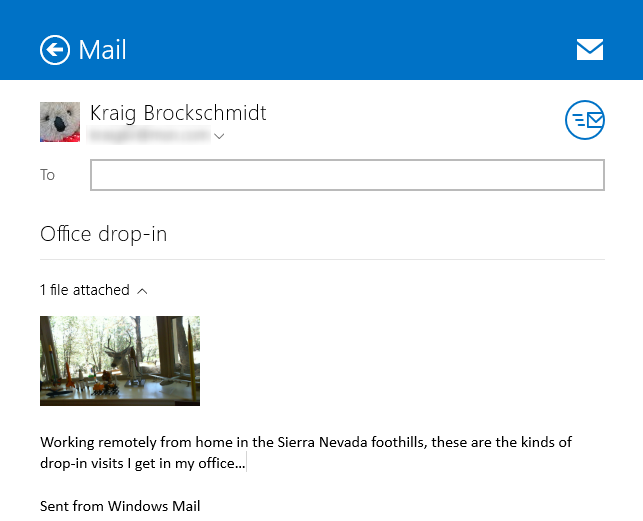 Mail
Kraig Brockschmidt
To
Office drop-in
1 file attached
Working remotely from home in the Sierra Nevada foothills, these are the kinds of
drop-in visits I get in my office...
Sent from Windows Mail